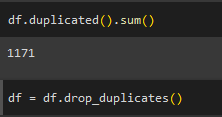 df.duplicated().sum()
1171
df = df.drop_duplicates()